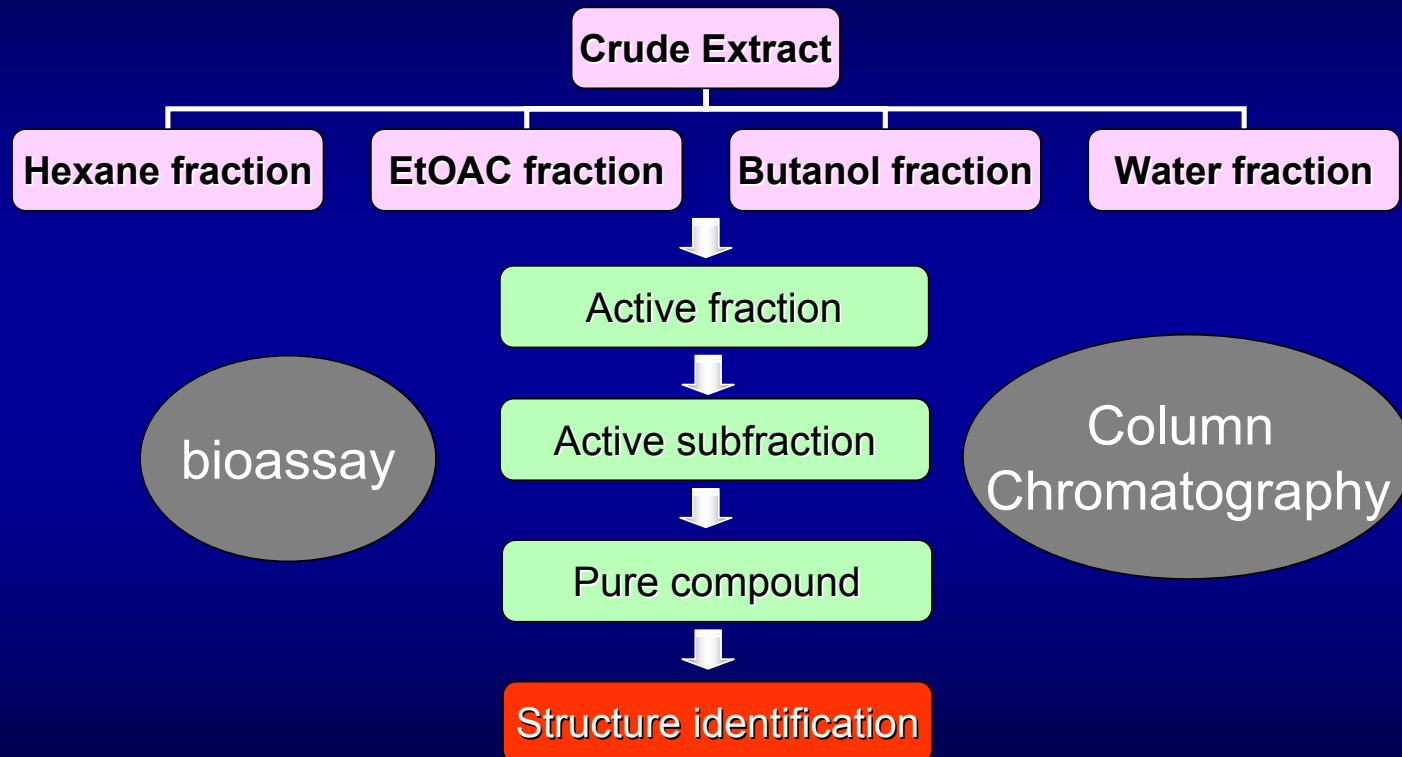 Crude Extract
Hexane fraction
EtOAC fraction
Butanol fraction
Water fraction
Active fraction
bioassay
Active subfraction
Column
Chromatography
Pure compound
Structure identification